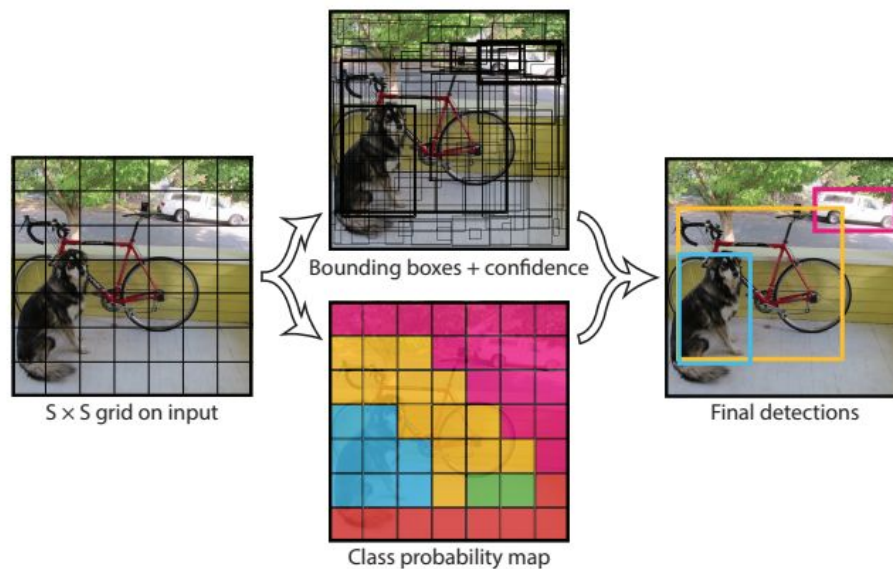 S × S grid on input
Bounding boxes + confidence
Class probability map
Final detections